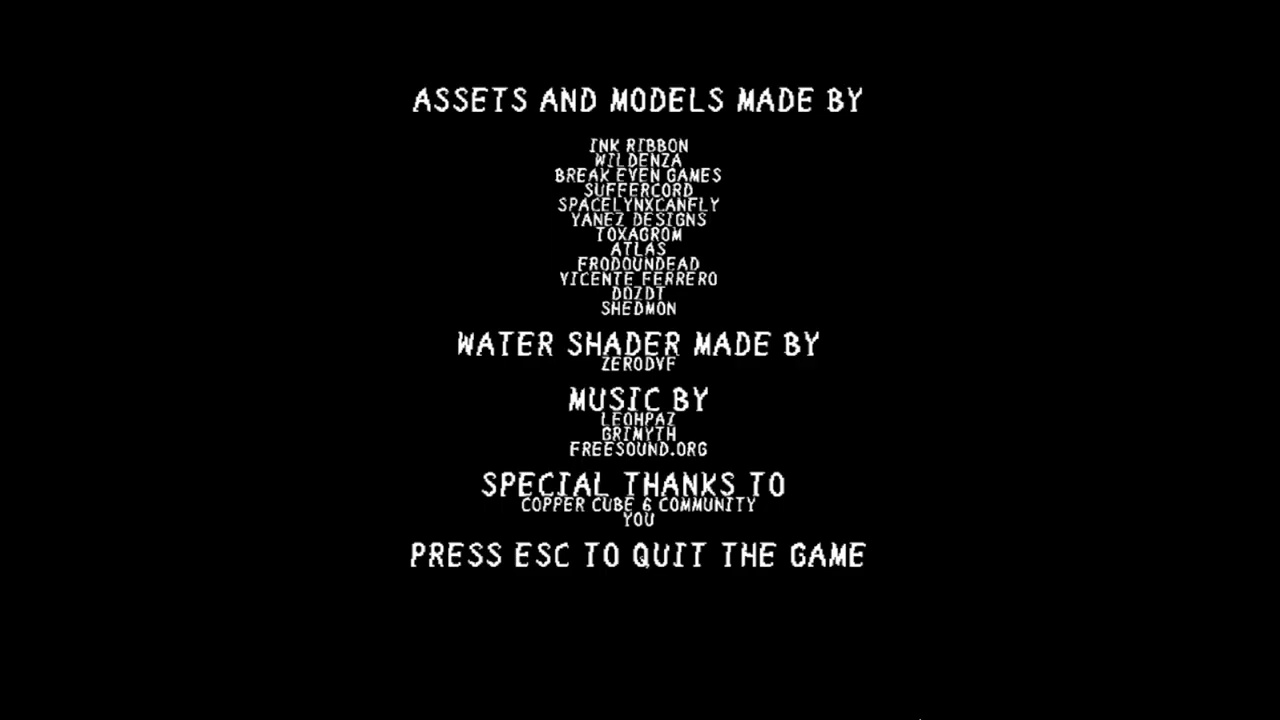 ASSETS AND MODELS MADE BY
INK RIBBON
WILDENZA
BREAK EVEN GAMES
SUFFERCORD
SPACELYNXCANFLY
YANEZ DESIGNS
TOXAGROM
ATLAS
FRODOUNDEAD
VICENTE FERRERO
DOZDT
SHEDMON
WATER SHADER MADE BY
ZERODVF
MUSIC BY
LEOHPAZ
GRIMYTH
FREESOUND.ORG
SPECIAL THANKS TO
COPPER CUBE 6 COMMUNITY
YOU
PRESS ESC TO QUIT THE GAME